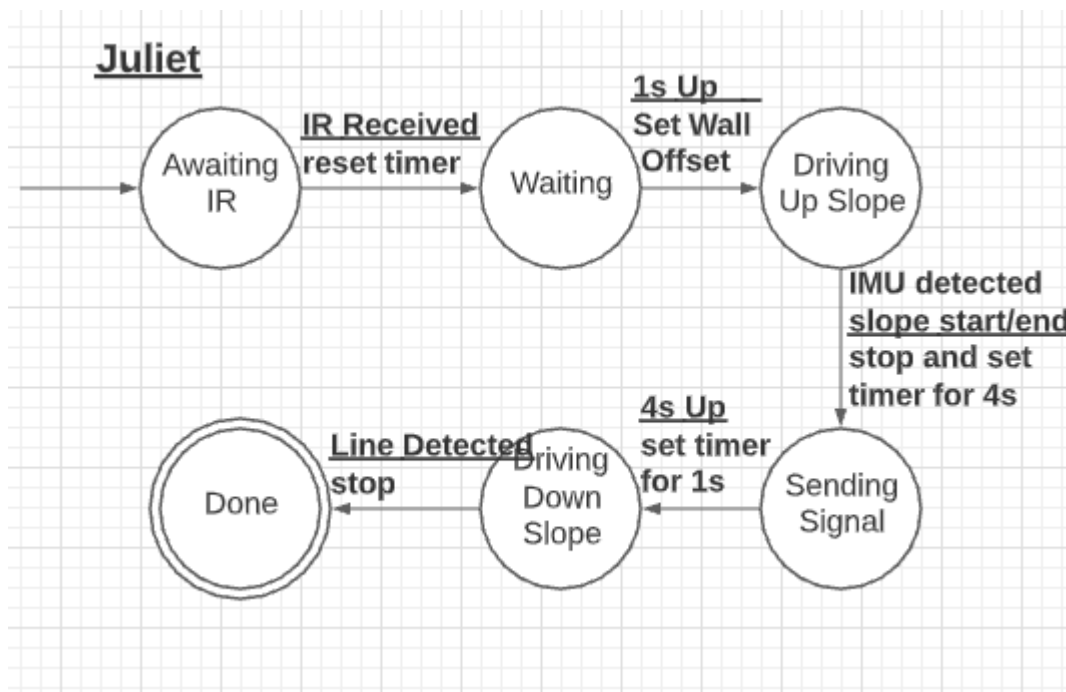 Juliet
Awaiting
IR
IR Received
reset timer
Waiting
1s Up
Set Wall
Offset
Driving
Up Slope
IMU detected
slope start/end
stop and set
timer for 4s
Sending
Signal
4s Up
set timer
for 1s
Driving
Down
Slope
Line Detected
stop
Done